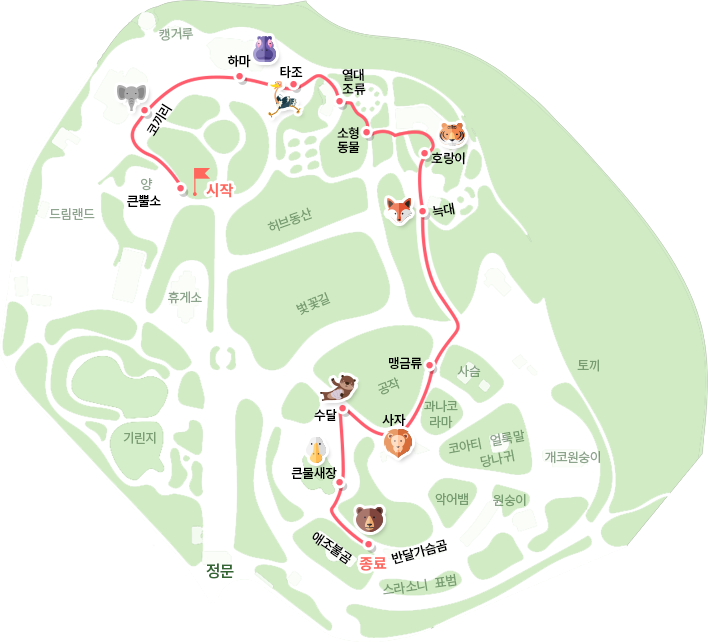 캥거루
하마
타조
열대
조류
코끼리
소형
동물
호랑이
양
큰뿔소
시작
드림랜드
허브동산
늑대
휴게소
벚꽃길
맹금류
사슴
토끼
공작
수달
사자
과나코
라마
기린지
코아티 얼룩말
당나귀
개코원숭이
큰물새장
악어뱀
원숭이
애조불곰
종료
반달가슴곰
정문
스라소니 표범